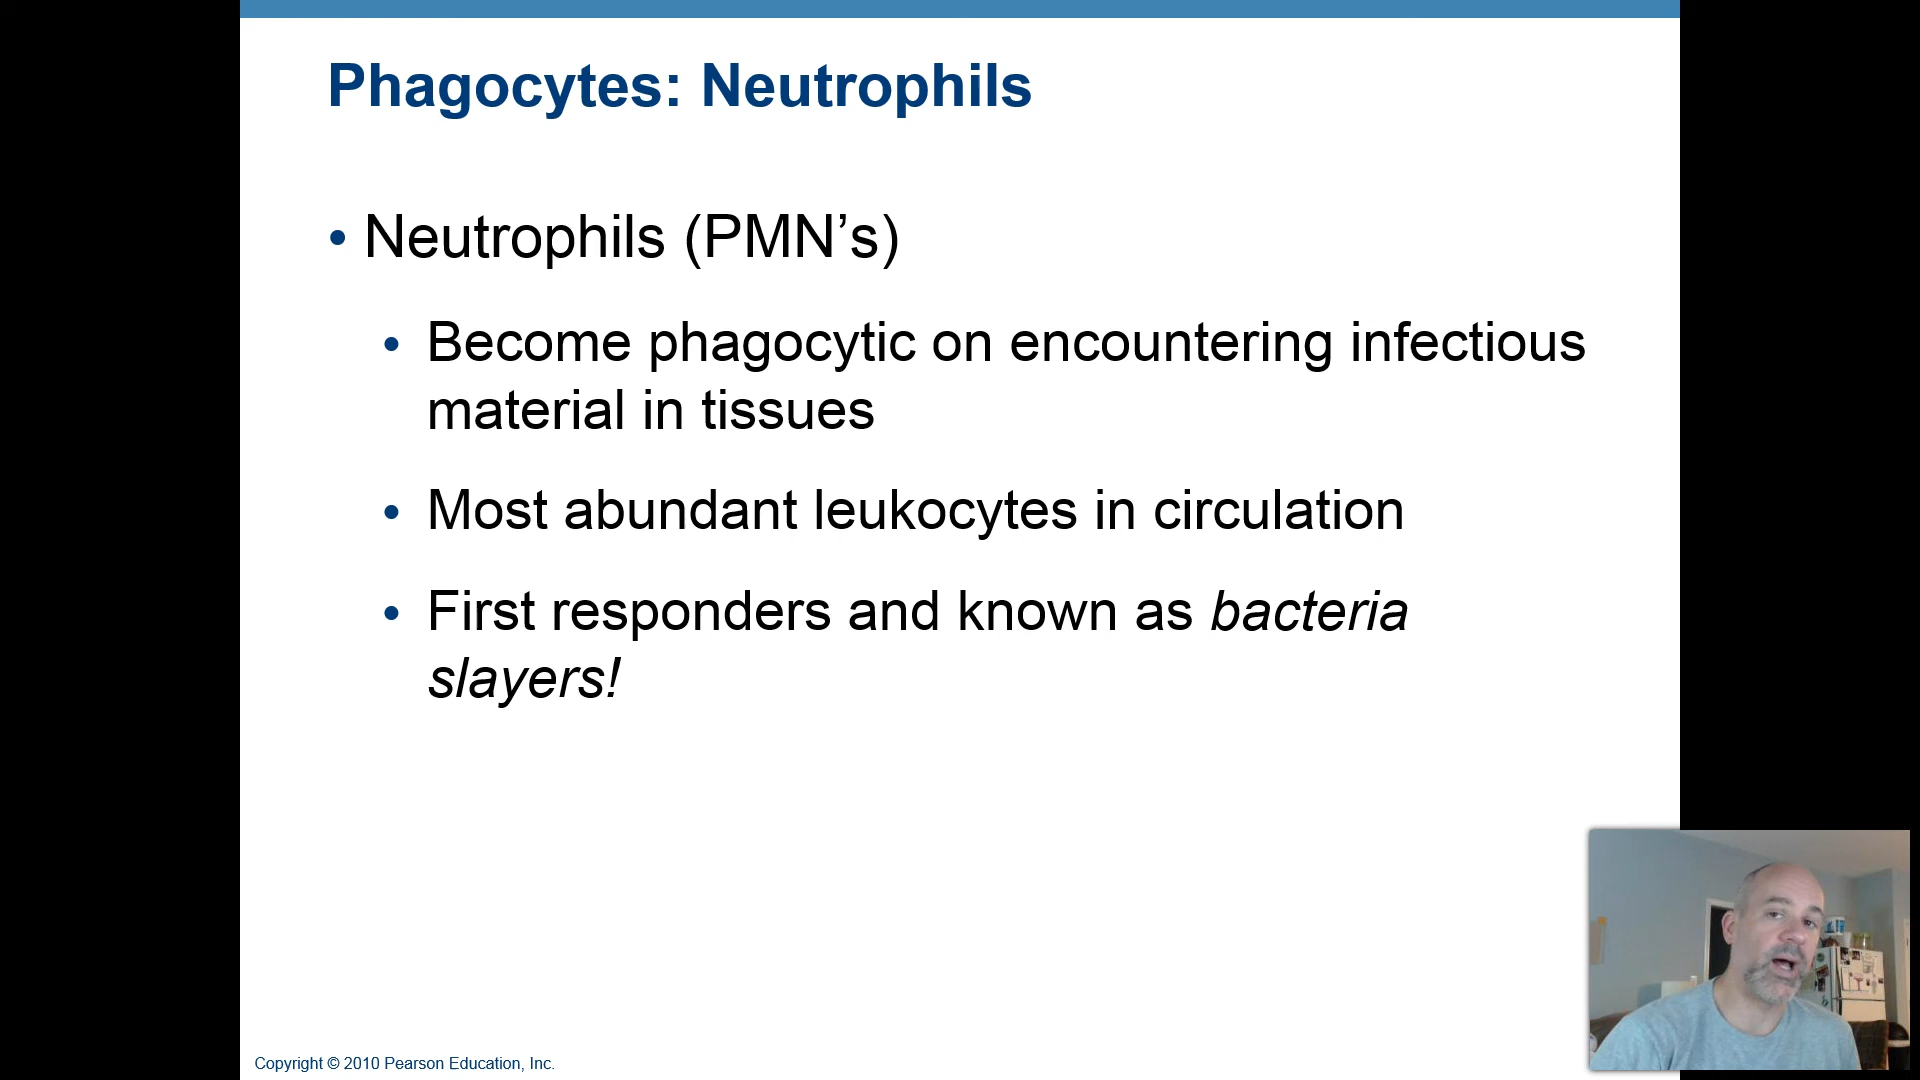 Phagocytes: Neutrophils
• Neutrophils (PMN’s)
• Become phagocytic on encountering infectious
material in tissues
• Most abundant leukocytes in circulation
• First responders and known as bacteria
slayers!
Copyright © 2010 Pearson Education, Inc.